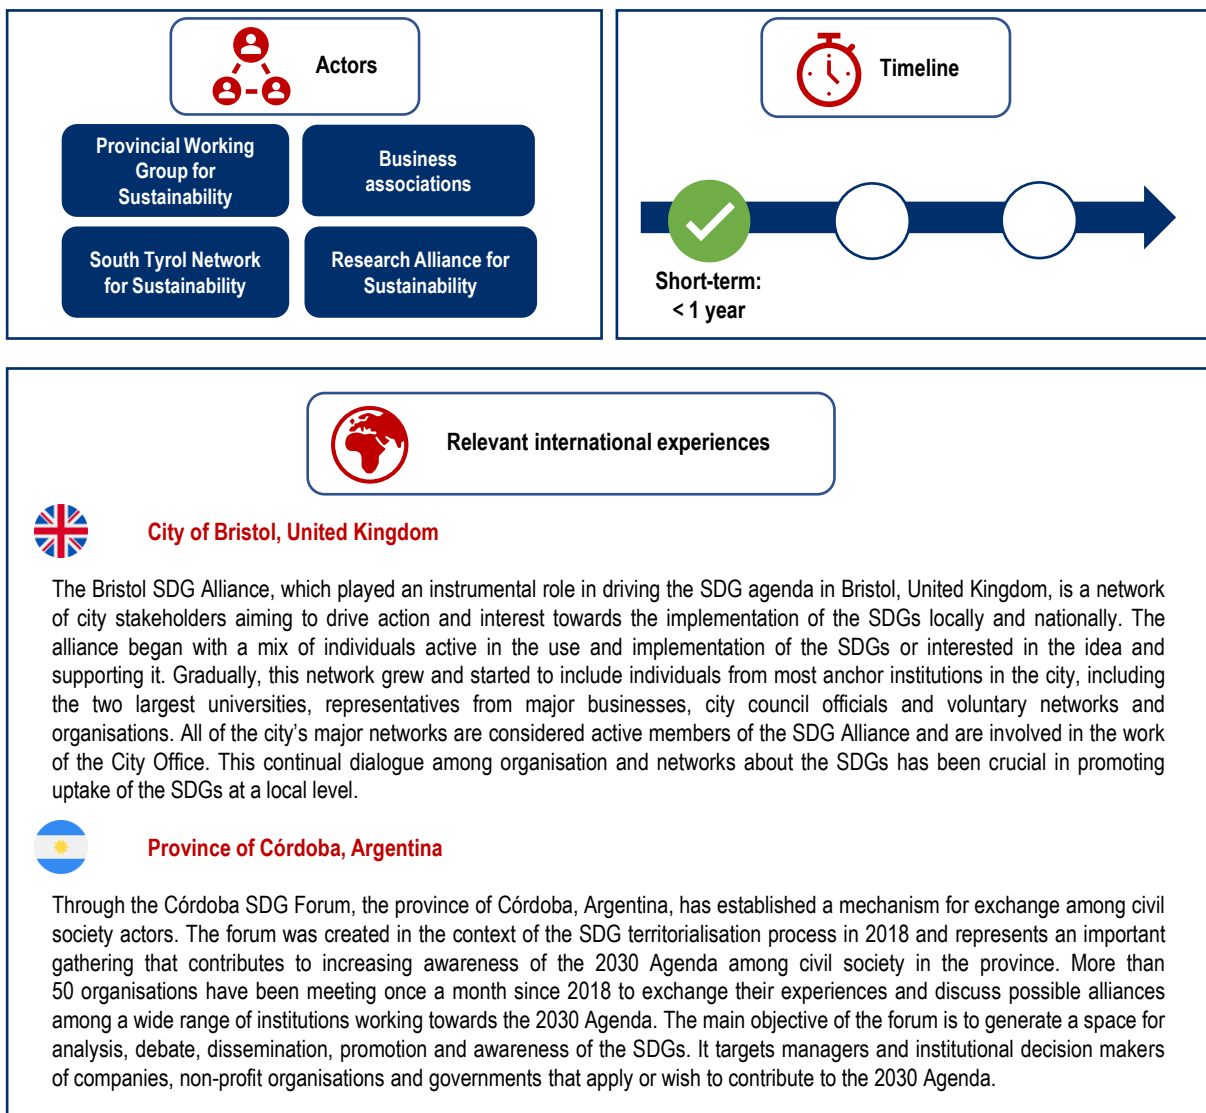 Actors
Provincial Working
Group for
Sustainability
Business
associations
South Tyrol Network
for Sustainability
Research Alliance for
Sustainability
Timeline
Short-term:
< 1 year
Relevant international experiences
City of Bristol, United Kingdom
The Bristol SDG Alliance, which played an instrumental role in driving the SDG agenda in Bristol, United Kingdom, is a network
of city stakeholders aiming to drive action and interest towards the implementation of the SDGs locally and nationally. The
alliance began with a mix of individuals active in the use and implementation of the SDGs or interested in the idea and
supporting it. Gradually, this network grew and started to include individuals from most anchor institutions in the city, including
the two largest universities, representatives from major businesses, city council officials and voluntary networks and
organisations. All of the city’s major networks are considered active members of the SDG Alliance and are involved in the work
of the City Office. This continual dialogue among organisation and networks about the SDGs has been crucial in promoting
uptake of the SDGs at a local level.
Province of Córdoba, Argentina
Through the Córdoba SDG Forum, the province of Córdoba, Argentina, has established a mechanism for exchange among civil
society actors. The forum was created in the context of the SDG territorialisation process in 2018 and represents an important
gathering that contributes to increasing awareness of the 2030 Agenda among civil society in the province. More than
50 organisations have been meeting once a month since 2018 to exchange their experiences and discuss possible alliances
among a wide range of institutions working towards the 2030 Agenda. The main objective of the forum is to generate a space for
analysis, debate, dissemination, promotion and awareness of the SDGs. It targets managers and institutional decision makers
of companies, non-profit organisations and governments that apply or wish to contribute to the 2030 Agenda.